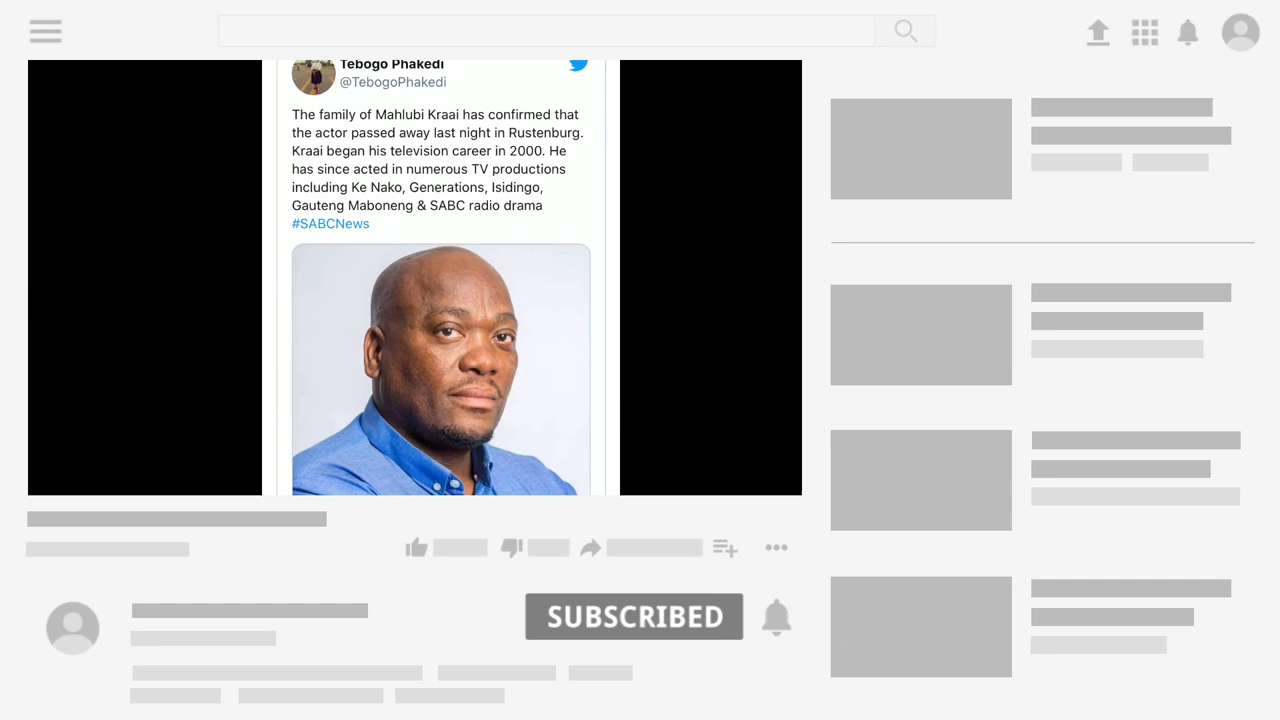 Tebogo Phakedi
@TebogoPhakedi
The family of Mahlubi Kraai has confirmed that
the actor passed away last night in Rustenburg.
Kraai began his television career in 2000. He
has since acted in numerous TV productions
including Ke Nako, Generations, Isidingo,
Gauteng Maboneng & SABC radio drama
#SABCNews
SUBSCRIBED